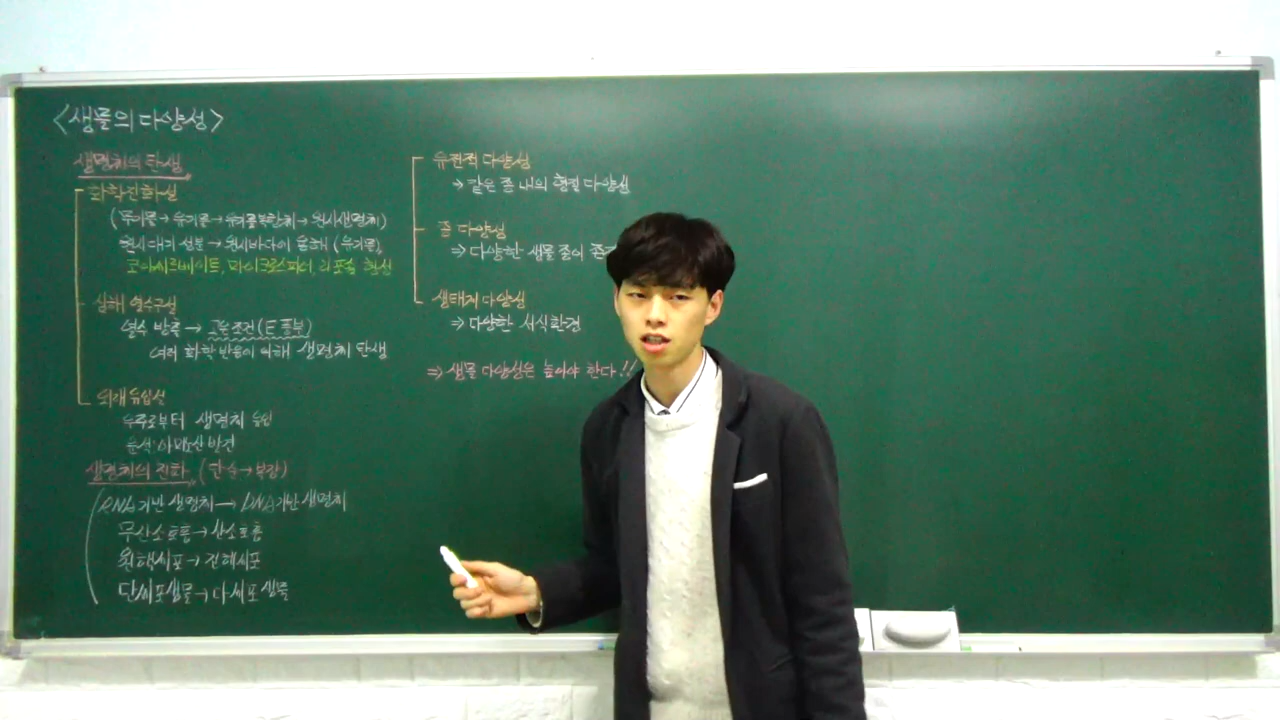 <생물의 다양성>
생명체의 탄생
화학진화설
(무기물→유기물→유기물복합체→원시생명체)
원시대기 성분→원시바다에 용해 (유기물),
코아세르베이트, 마이크로스피어, 리포솜 형성
심해 열수구설
열수 방출 → 고온조건(E 풍부)
여러 화학반응에 의해 생명체 탄생
외래유입설
우주로부터 생명체 유입
운석:아미노산 발견
생명체의 진화 (단순→복잡)
RNA기반 생명체 → DNA기반 생명체
무산소호흡→산소호흡
원핵세포→진핵세포
단세포생물→다세포생물
유전적 다양성
⇒ 같은 종 내의 형질 다양성
종 다양성
⇒ 다양한 생물 종이
생태계 다양성
⇒ 다양한 서식환경
⇒ 생물 다양성은 높아야 한다!!